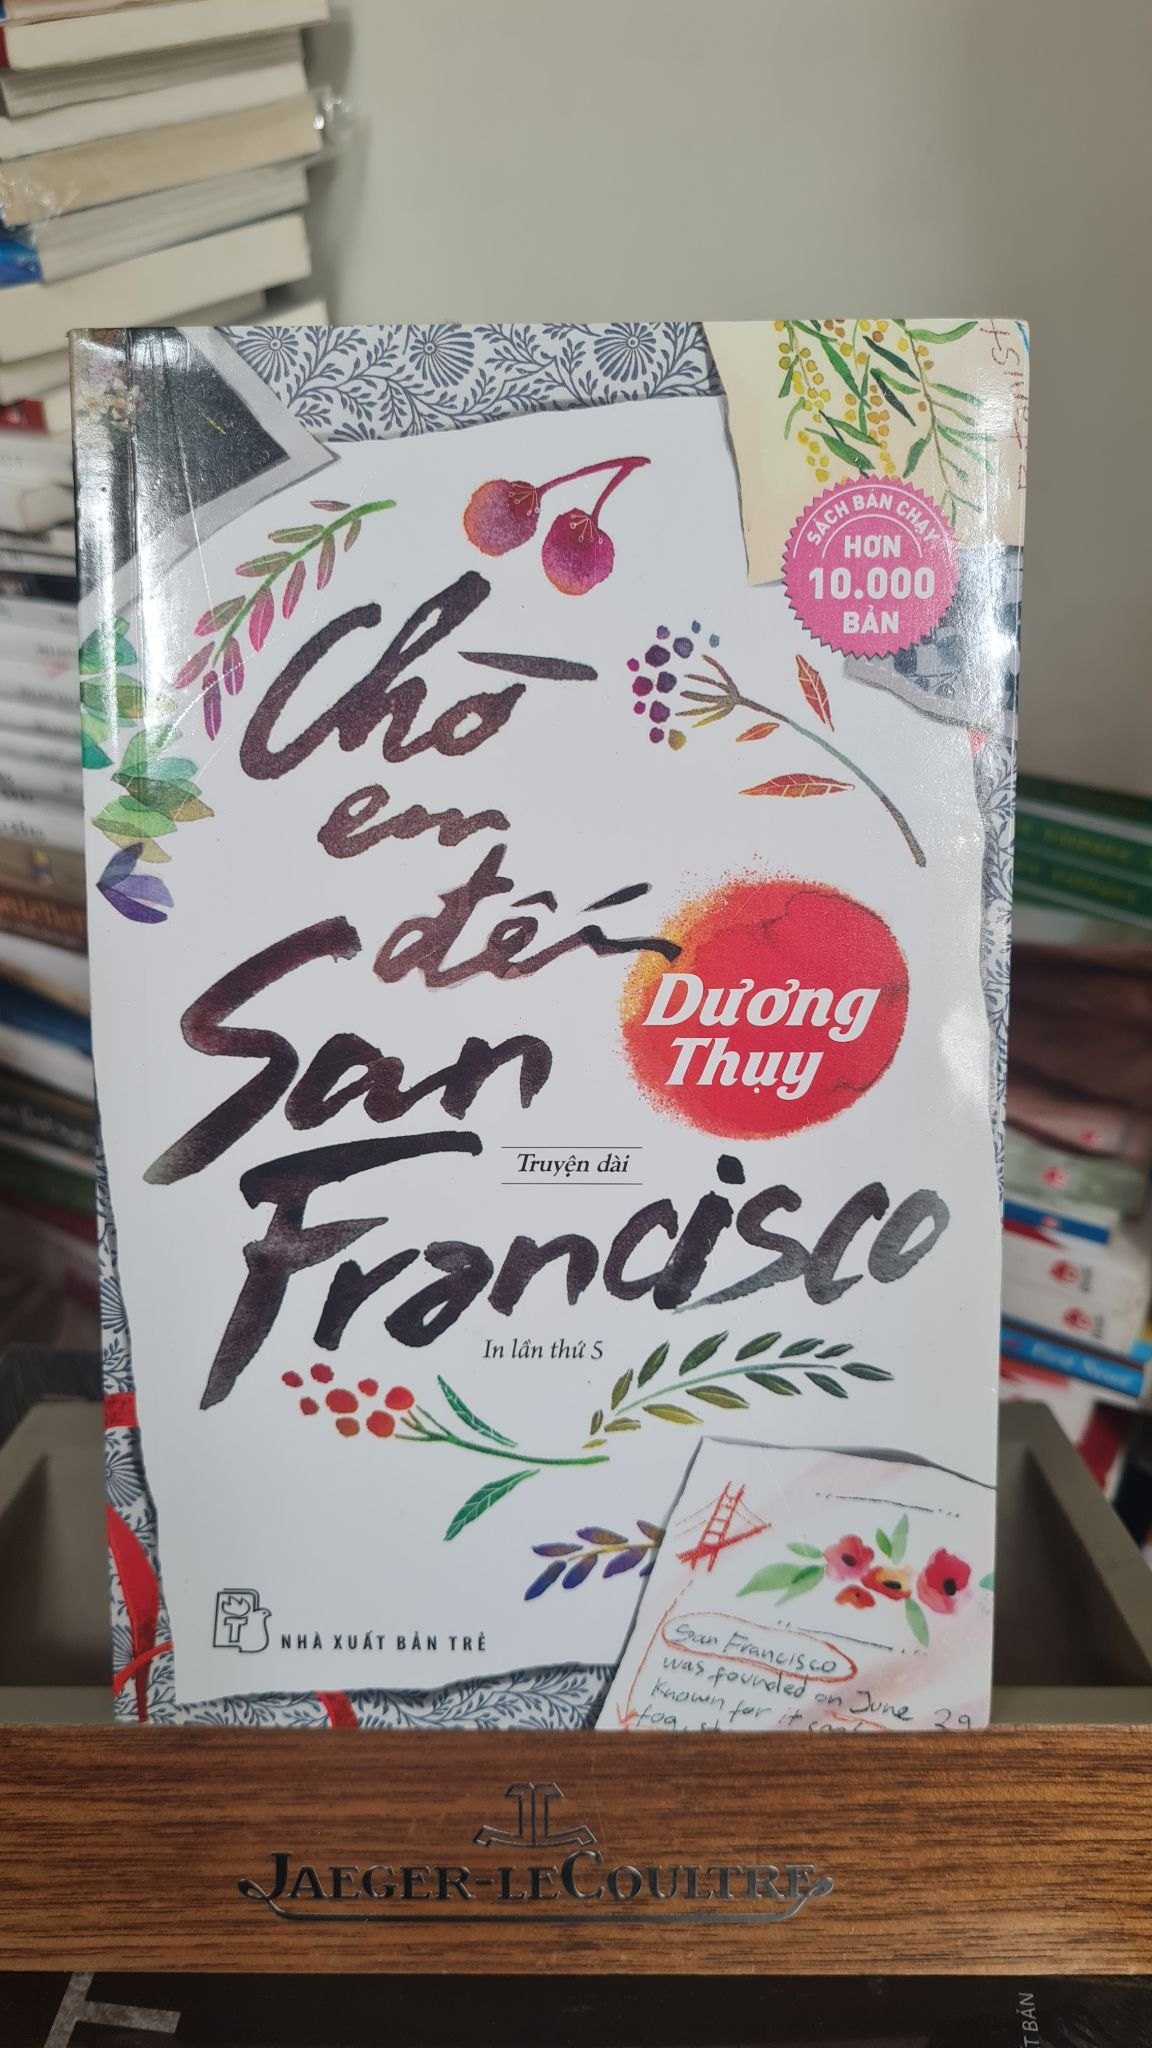 SÁCH BÁN CHẠY
HƠN
10.000
BẢN
Chờ
em
đến
San
Francisco
Dương
Thụy
Truyện dài
In lần thứ 5
NHÀ XUẤT BẢN TRẺ
San Francisco
was founded on June 29
Known for it
JAEGER-LECOULTRE